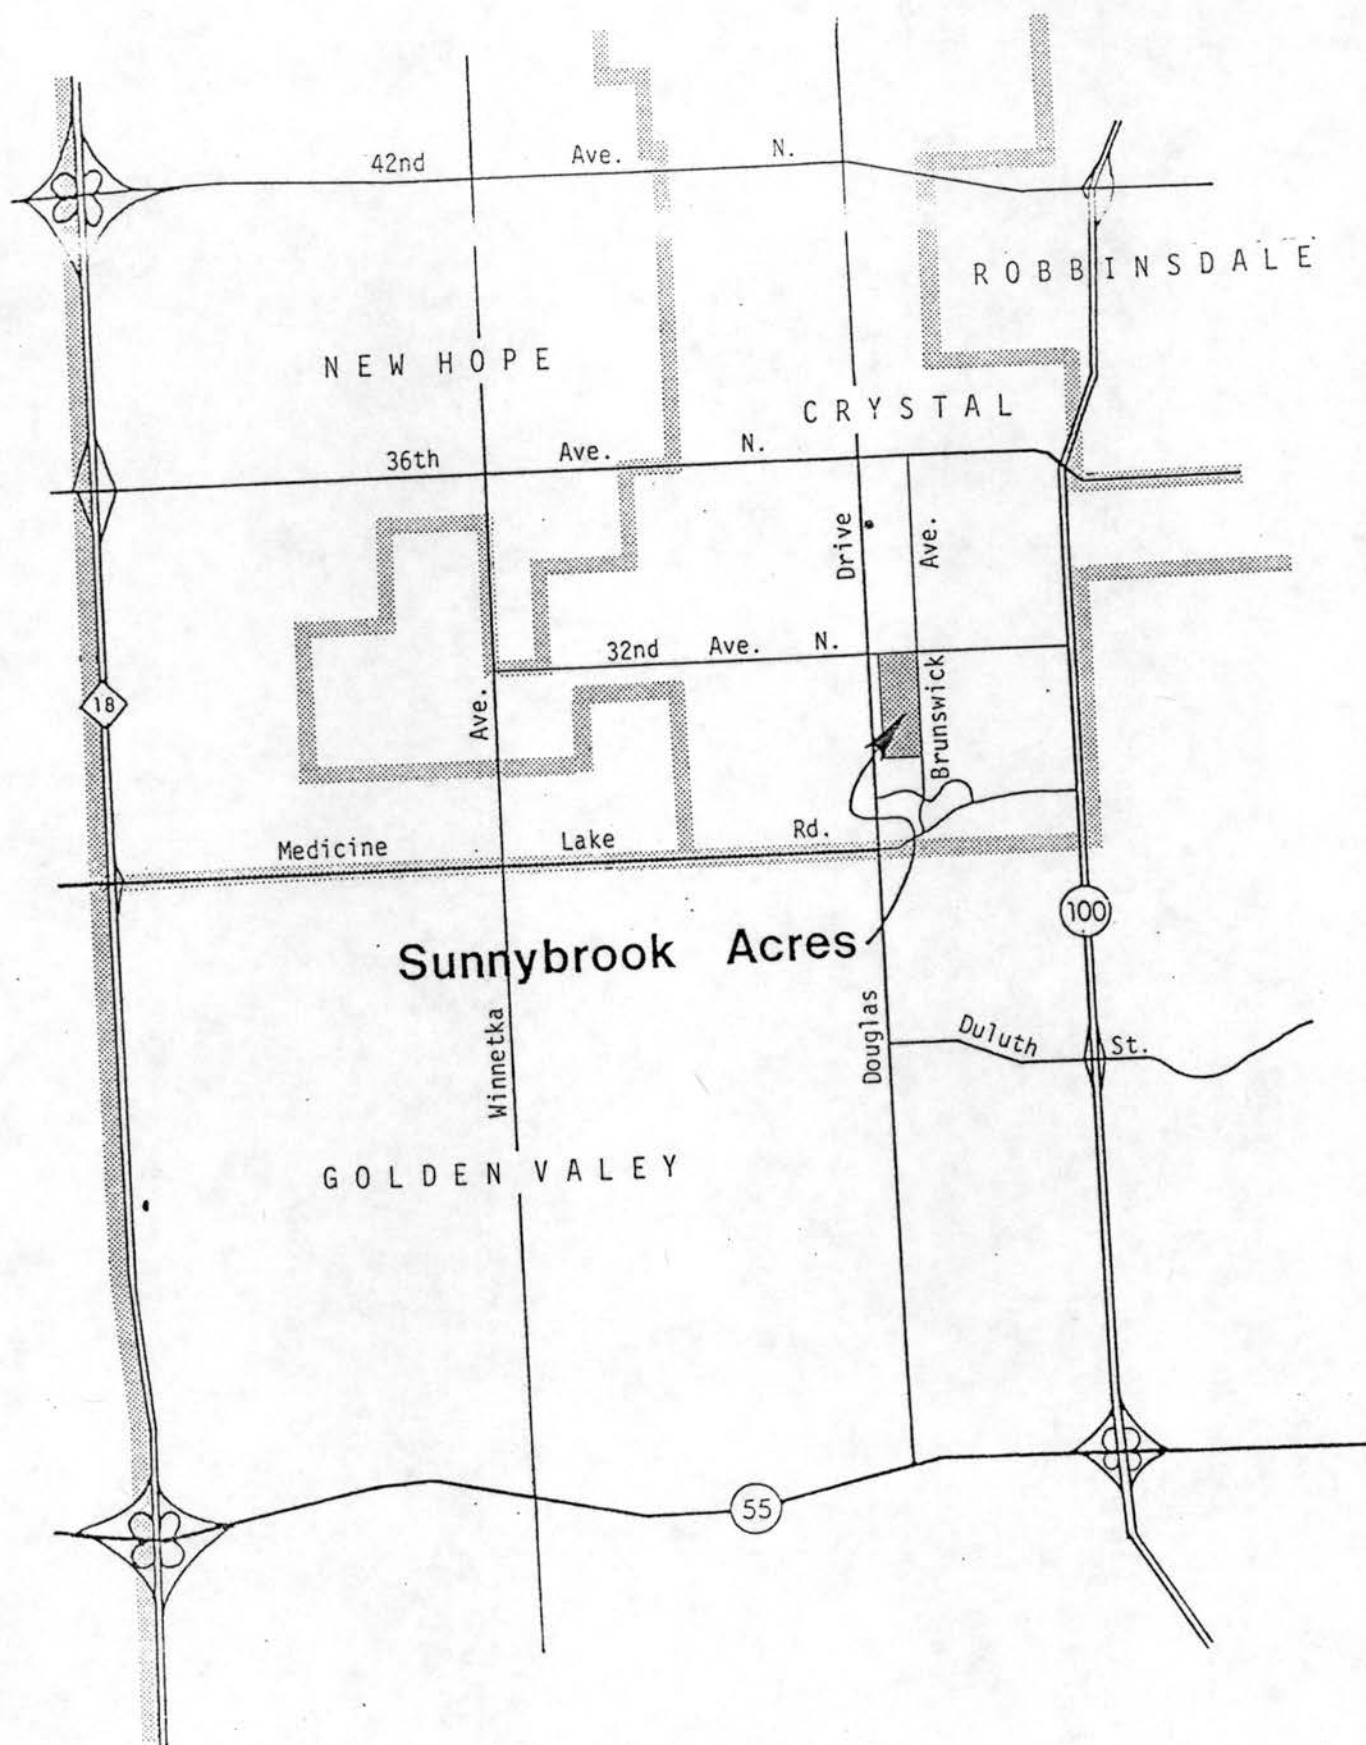 42nd Ave. N.
ROBBINSDALE
NEW HOPE
CRYSTAL
36th Ave. N.
Drive
Ave.
32nd Ave. N.
18
Ave.
Brunswick
Medicine Lake Rd.
100
Sunnybrook Acres
Winnetka
Douglas
Duluth St.
GOLDEN VALEY
55